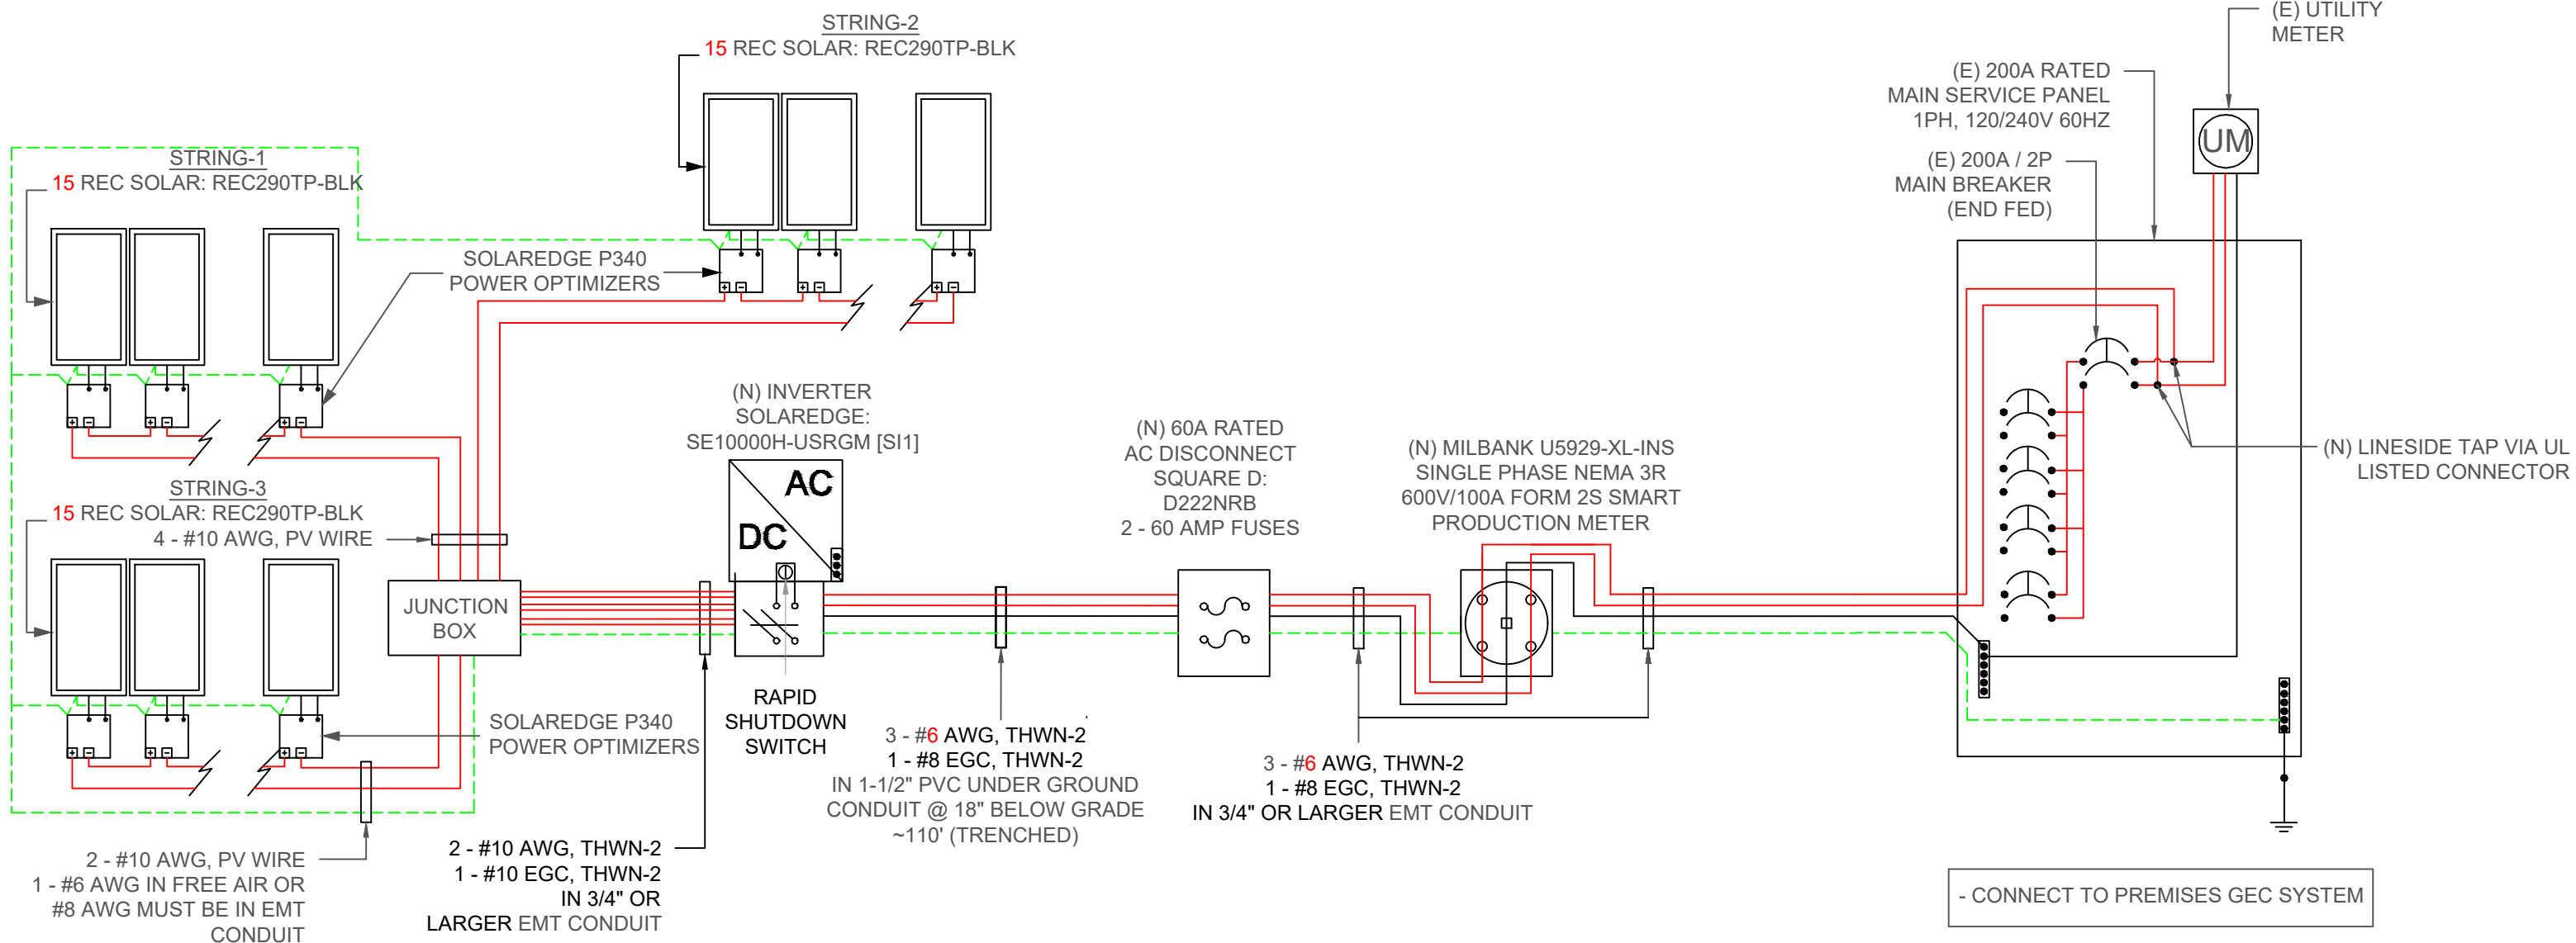 STRING-2
15 REC SOLAR: REC290TP-BLK
(E) UTILITY
METER
(E) 200A RATED
MAIN SERVICE PANEL
1PH, 120/240V 60HZ
UM
(E) 200A / 2P
MAIN BREAKER
(END FED)
STRING-1
15 REC SOLAR: REC290TP-BLK
SOLAREDGE P340
POWER OPTIMIZERS
(N) INVERTER
SOLAREDGE:
SE10000H-USRGM [SI1]
AC
DC
(N) 60A RATED
AC DISCONNECT
SQUARE D:
D222NRB
2 - 60 AMP FUSES
(N) MILBANK U5929-XL-INS
SINGLE PHASE NEMA 3R
600V/100A FORM 2S SMART
PRODUCTION METER
(N) LINESIDE TAP VIA UL
LISTED CONNECTOR
STRING-3
15 REC SOLAR: REC290TP-BLK
4 - #10 AWG, PV WIRE
JUNCTION
BOX
SOLAREDGE P340
POWER OPTIMIZERS
RAPID
SHUTDOWN
SWITCH
3 - #6 AWG, THWN-2
1 - #8 EGC, THWN-2
IN 1-1/2" PVC UNDER GROUND
CONDUIT @ 18" BELOW GRADE
~110' (TRENCHED)
3 - #6 AWG, THWN-2
1 - #8 EGC, THWN-2
IN 3/4" OR LARGER EMT CONDUIT
2 - #10 AWG, PV WIRE
1 - #6 AWG IN FREE AIR OR
#8 AWG MUST BE IN EMT
CONDUIT
2 - #10 AWG, THWN-2
1 - #10 EGC, THWN-2
IN 3/4" OR
LARGER EMT CONDUIT
- CONNECT TO PREMISES GEC SYSTEM